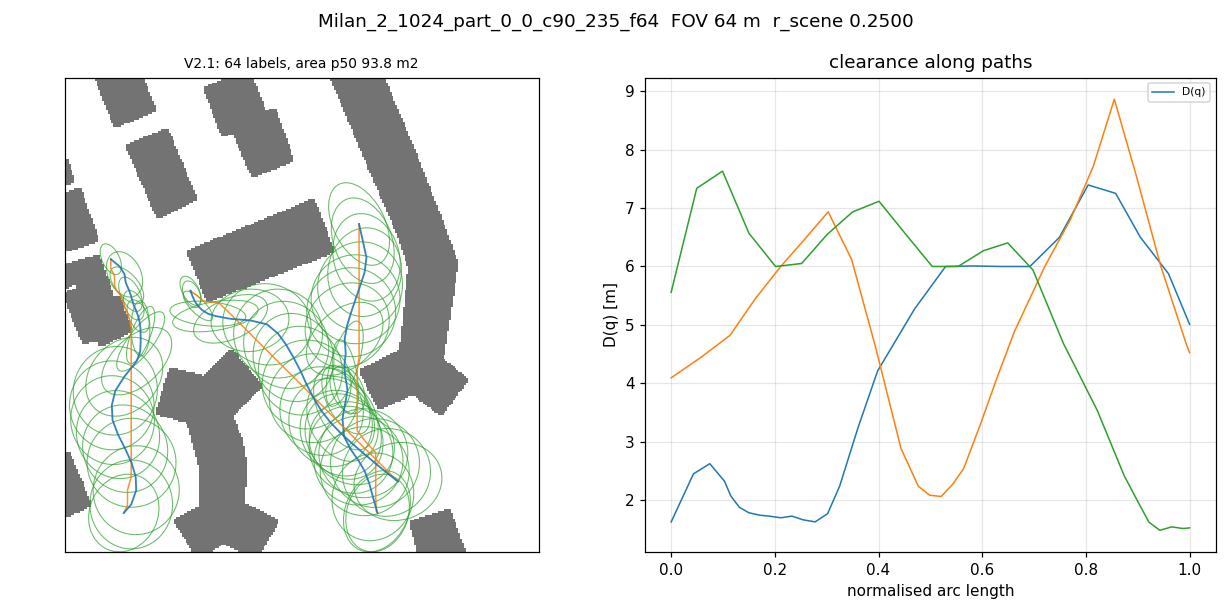 Milan_2_1024_part_0_0_c90_235_f64  FOV 64 m  r_scene 0.2500
V2.1: 64 labels, area p50 93.8 m2
clearance along paths
D(q)
9
8
7
6
5
4
3
2
D(q) [m]
0.0 0.2 0.4 0.6 0.8 1.0
normalised arc length